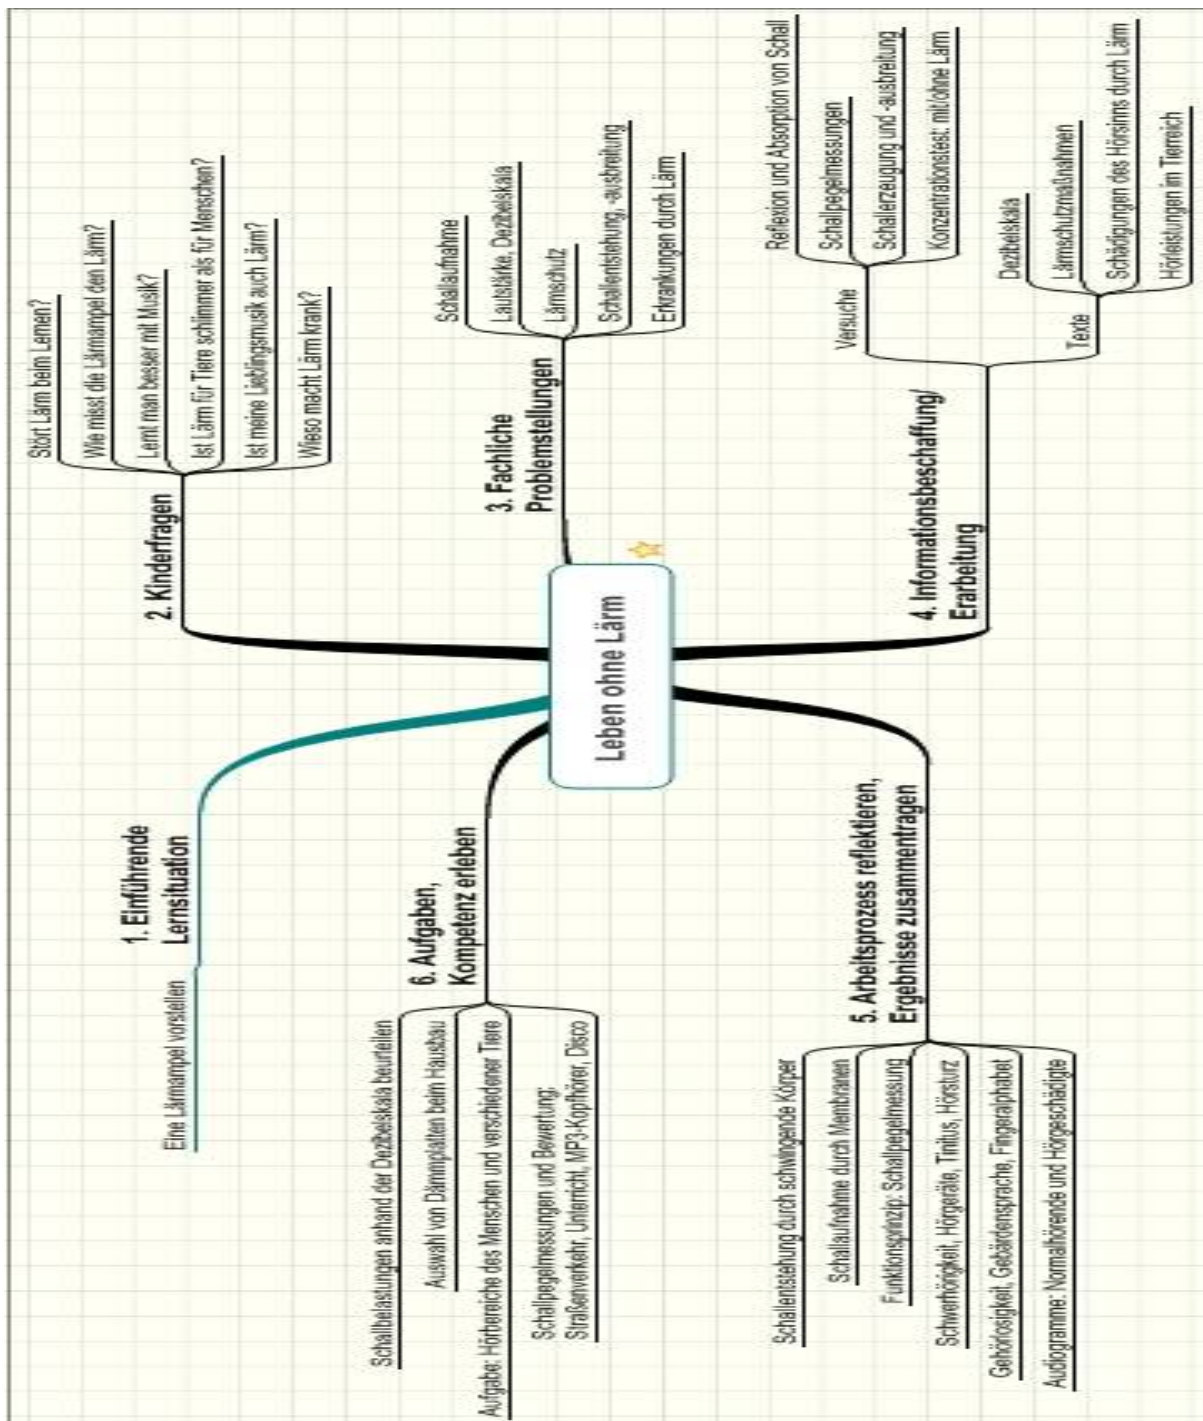 Leben ohne Lärm
1. Einführende
Lernsituation
Eine Lärmampel vorstellen
2. Kinderfragen
Stört Lärm beim Lernen?
Wie misst die Lärmampel den Lärm?
Lernt man besser mit Musik?
Ist Lärm für Tiere schlimmer als für Menschen?
Ist meine Lieblingsmusik auch Lärm?
Wieso macht Lärm krank?
3. Fachliche
Problemstellungen
Schallaufnahme
Lautstärke, Dezibelskala
Lärmschutz
Schallentstehung, -ausbreitung
Erkrankungen durch Lärm
4. Informationsbeschaffung/
Erarbeitung
Versuche
Reflexion und Absorption von Schall
Schallpegelmessungen
Schallerzeugung und -ausbreitung
Konzentrationstest: mit/ohne Lärm
Texte
Dezibelskala
Lärmschutzmaßnahmen
Schädigungen des Hörsinns durch Lärm
Hörleistungen im Tierreich
5. Arbeitsprozess reflektieren,
Ergebnisse zusammentragen
Schallentstehung durch schwingende Körper
Schallaufnahme durch Membranen
Funktionsprinzip: Schallpegelmessung
Schwerhörigkeit, Hörgeräte, Tinitus, Hörsturz
Gehörlosigkeit, Gebärdensprache, Fingeralphabet
Audiogramme: Normalhörende und Hörgeschädigte
6. Aufgaben,
Kompetenz erleben
Schallbelastungen anhand der Dezibelskala beurteilen
Auswahl von Dämmplatten beim Hausbau
Aufgabe: Hörbereiche des Menschen und verschiedener Tiere
Schallpegelmessungen und Bewertung:
Straßenverkehr, Unterricht, MP3-Kopfhörer, Disco